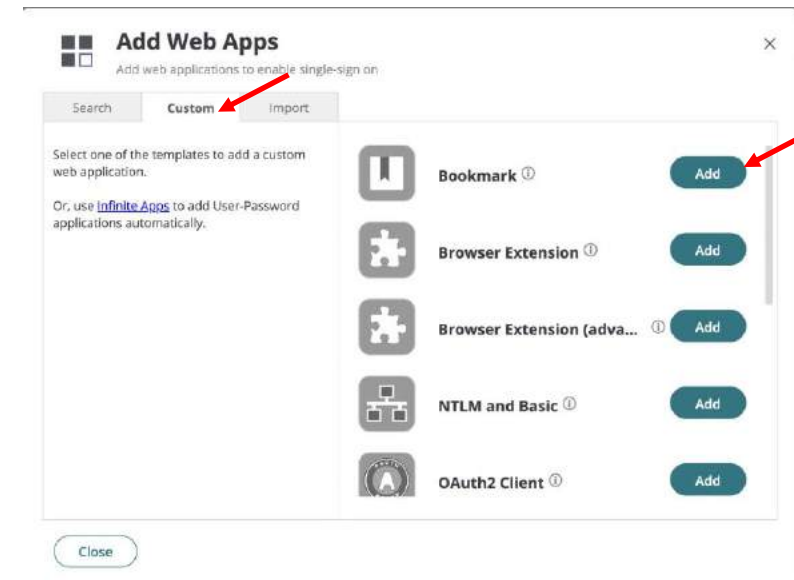 Add Web Apps
Add web applications to enable single-sign on
Search
Custom
Import
Select one of the templates to add a custom
web application.
Or, use Infinite Apps to add User-Password
applications automatically.
Bookmark
Add
Browser Extension
Add
Browser Extension (adva...
Add
NTLM and Basic
Add
OAuth2 Client
Add
Close